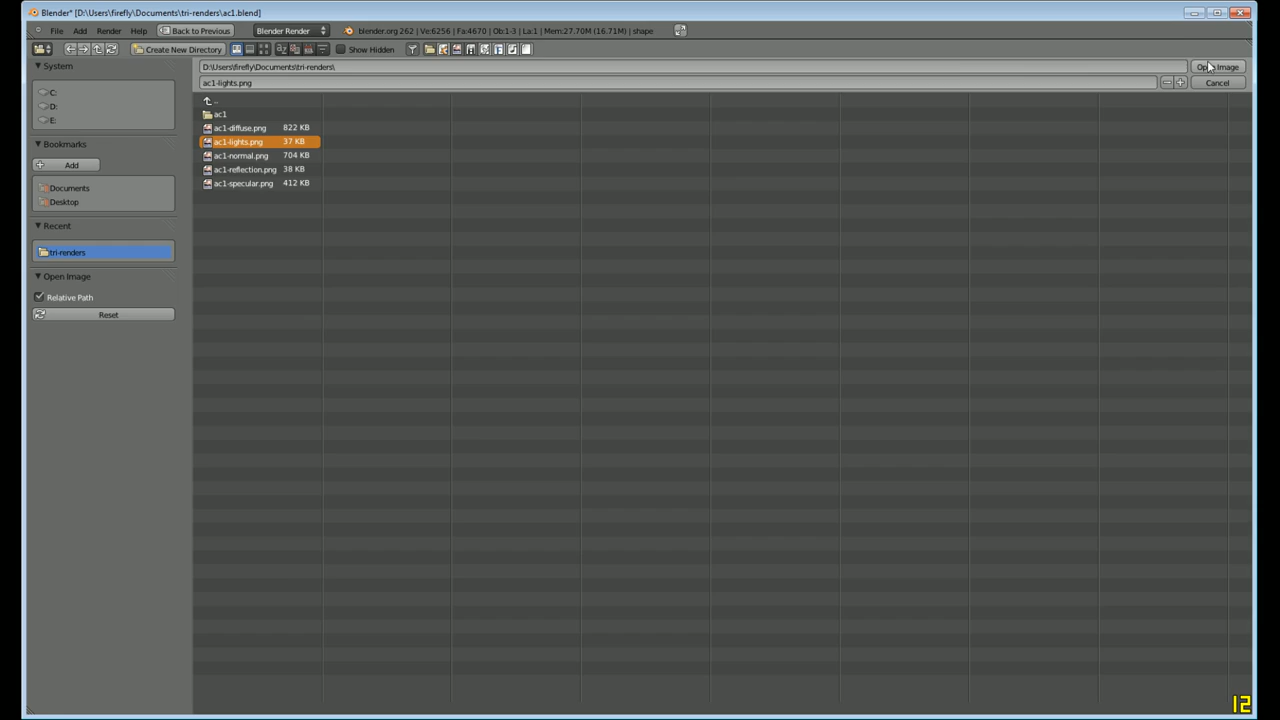 Blender* [D:\Users\firefly\Documents\tri-renders\ac1.blend]
File Add Render Help Back to Previous Blender Render blender.org 262 | Ve:6256 | Fa:4670 | Ob:1-3 | La:1 | Mem:27.70M (16.71M) | shape
Create New Directory Show Hidden
System
C:
D:
E:
Bookmarks
Add
Documents
Desktop
Recent
tri-renders
Open Image
Relative Path
Reset
D:\Users\firefly\Documents\tri-renders\
Open Image
ac1-lights.png
Cancel
..
ac1
ac1-diffuse.png 822 KB
ac1-lights.png 37 KB
ac1-normal.png 704 KB
ac1-reflection.png 38 KB
ac1-specular.png 412 KB
12